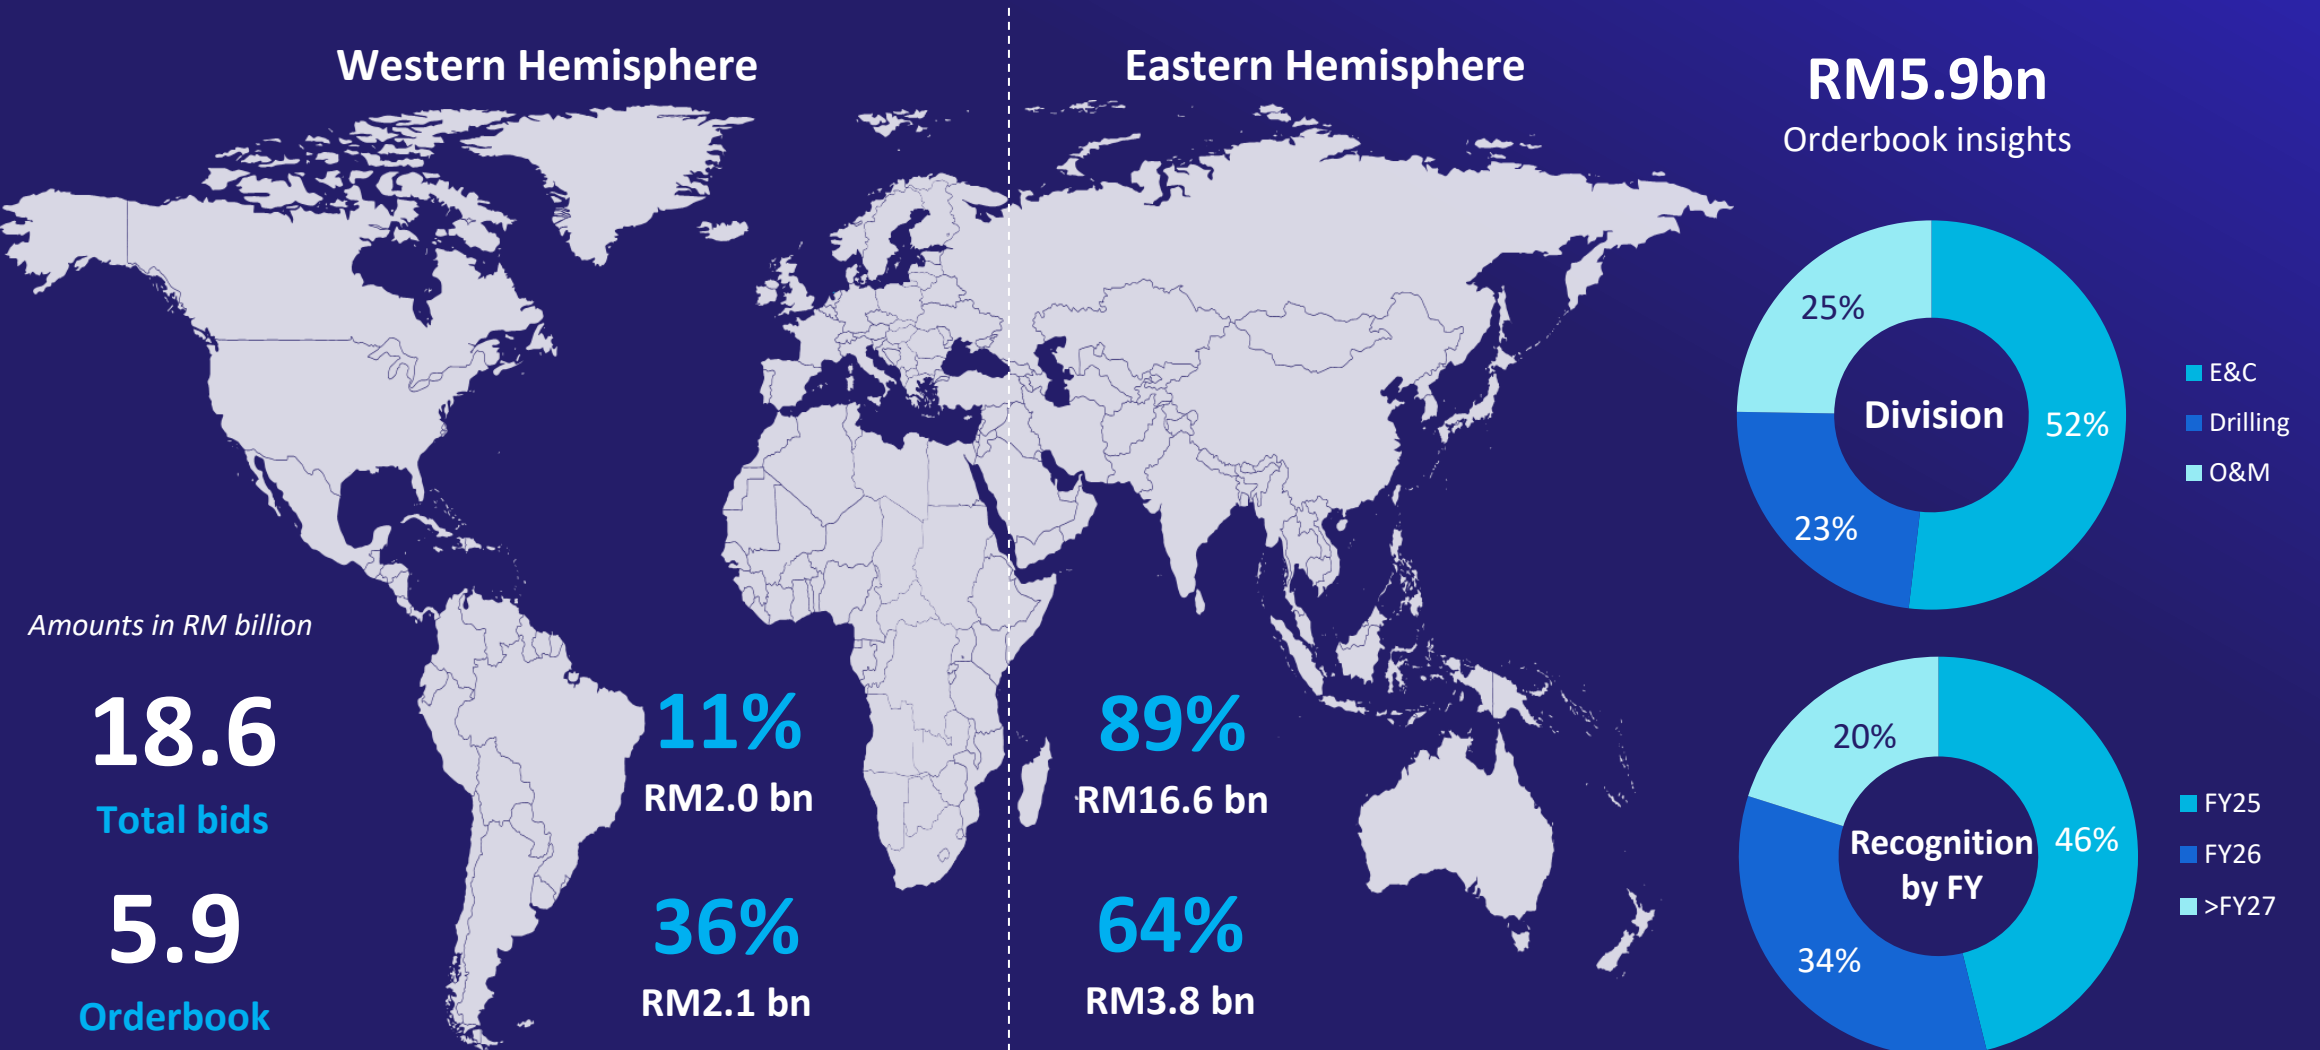 Western Hemisphere
Eastern Hemisphere
Amounts in RM billion
18.6
Total bids
11%
RM2.0 bn
89%
RM16.6 bn
5.9
Orderbook
36%
RM2.1 bn
64%
RM3.8 bn
RM5.9bn
Orderbook insights
25%
52%
23%
Division
E&C
Drilling
O&M
20%
46%
34%
Recognition
by FY
FY25
FY26
>FY27